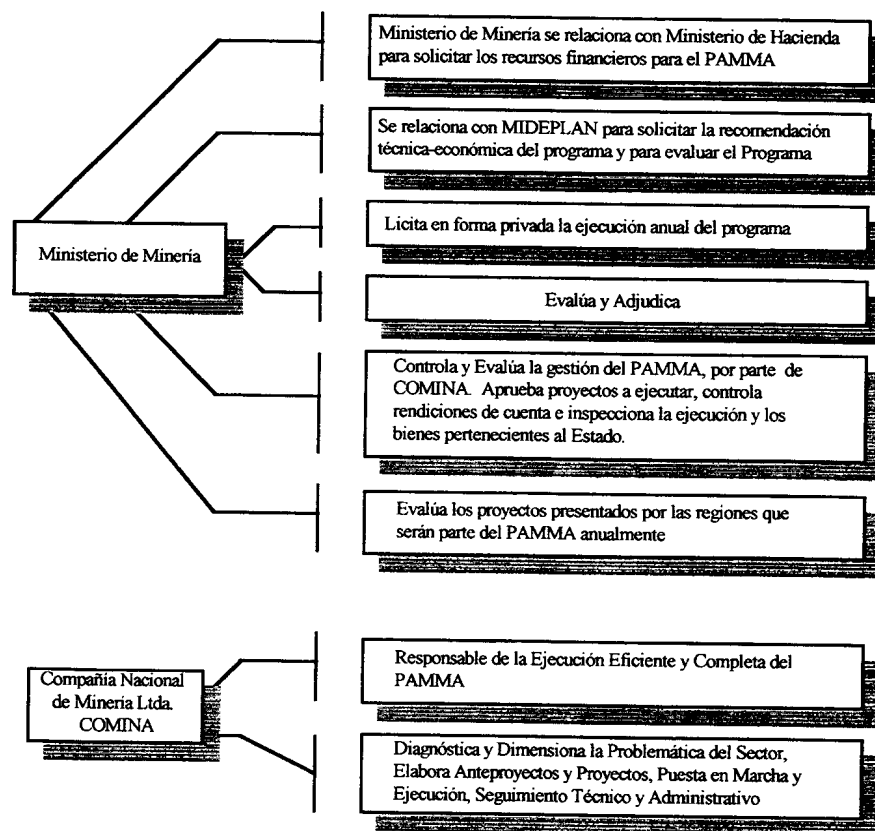 Ministerio de Minería se relaciona con Ministerio de Hacienda
para solicitar los recursos financieros para el PAMMA
Se relaciona con MIDEPLAN para solicitar la recomendación
técnica-económica del programa y para evaluar el Programa
Licita en forma privada la ejecución anual del programa
Ministerio de Minería
Evalúa y Adjudica
Controla y Evalúa la gestión del PAMMA, por parte de
COMINA. Aprueba proyectos a ejecutar, controla
rendiciones de cuenta e inspecciona la ejecución y los
bienes pertenecientes al Estado.
Evalúa los proyectos presentados por las regiones que
serán parte del PAMMA anualmente
Compañía Nacional
de Minería Ltda.
COMINA
Responsable de la Ejecución Eficiente y Completa del
PAMMA
Diagnóstica y Dimensiona la Problemática del Sector,
Elabora Anteproyectos y Proyectos, Puesta en Marcha y
Ejecución, Seguimiento Técnico y Administrativo